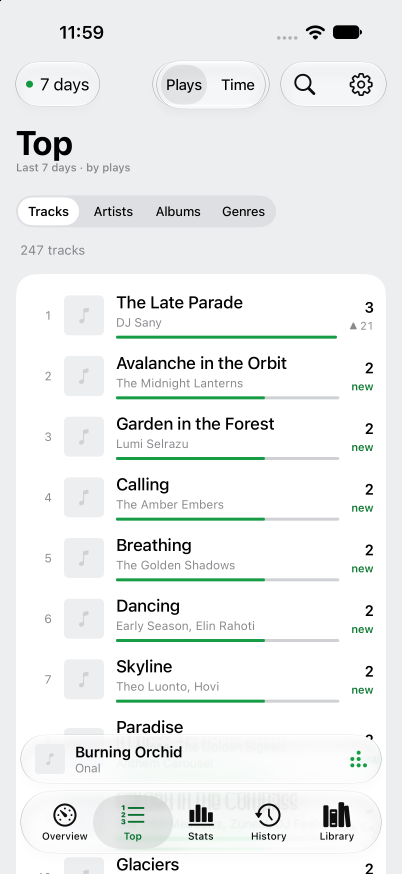 11:59
7 days
Plays
Time
Top
Last 7 days · by plays
Tracks
Artists
Albums
Genres
247 tracks
1
The Late Parade
DJ Sany
3
▲ 21
2
Avalanche in the Orbit
The Midnight Lanterns
2
new
3
Garden in the Forest
Lumi Selrazu
2
new
4
Calling
The Amber Embers
2
new
5
Breathing
The Golden Shadows
2
new
6
Dancing
Early Season, Elin Rahoti
2
new
7
Skyline
Theo Luonto, Hovi
2
new
Paradise
Burning Orchid
Onal
Overview
Top
Stats
History
Library
Glaciers
2